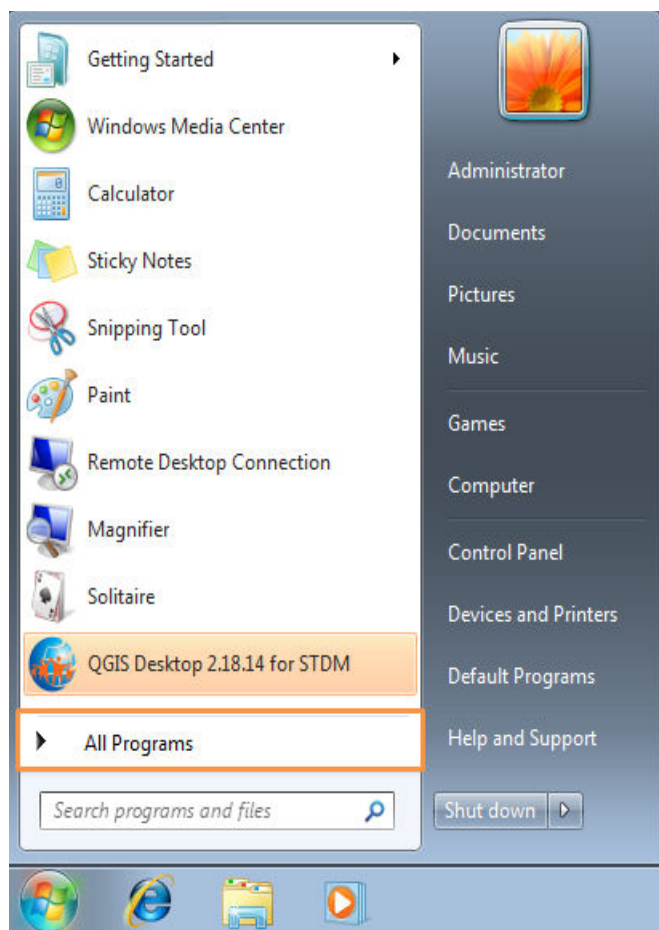 Getting Started
Windows Media Center
Calculator
Sticky Notes
Snipping Tool
Paint
Remote Desktop Connection
Magnifier
Solitaire
QGIS Desktop 2.18.14 for STDM
All Programs
Search programs and files
Administrator
Documents
Pictures
Music
Games
Computer
Control Panel
Devices and Printers
Default Programs
Help and Support
Shut down